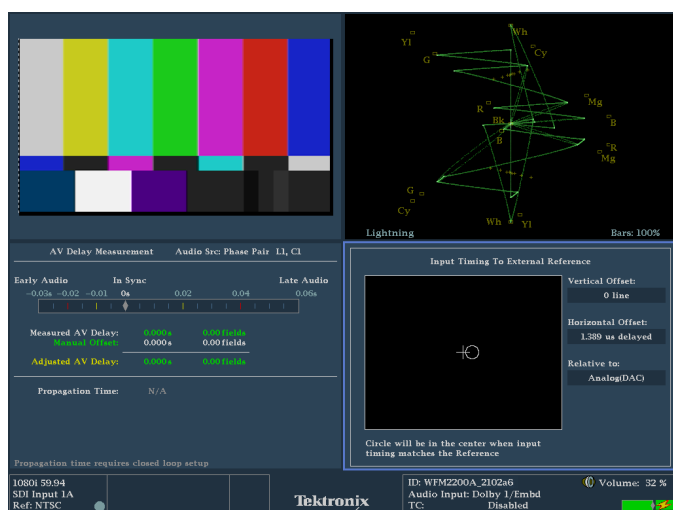 Wh
Yl
Cy
G
Mg
R
Bk
B
B
R
Mg
G
Cy
Wh
Yl
Lightning
Bars: 100%
AV Delay Measurement Audio Src: Phase Pair L1, C1
Early Audio In Sync Late Audio
-0.03s -0.02 -0.01 0s 0.02 0.04 0.06s
Measured AV Delay: 0.000 s 0.00 fields
Manual Offset: 0.000 s 0.00 fields
Adjusted AV Delay: 0.000 s 0.00 fields
Propagation Time: N/A
Propagation time requires closed loop setup
Input Timing To External Reference
Vertical Offset:
0 line
Horizontal Offset:
1.389 us delayed
Relative to:
Analog(DAC)
Circle will be in the center when input
timing matches the Reference
1080i 59.94
SDI Input 1A
Ref: NTSC
Tektronix
ID: WFM2200A_2102a6
Audio Input: Dolby 1/Embd
TC: Disabled
Volume: 32 %